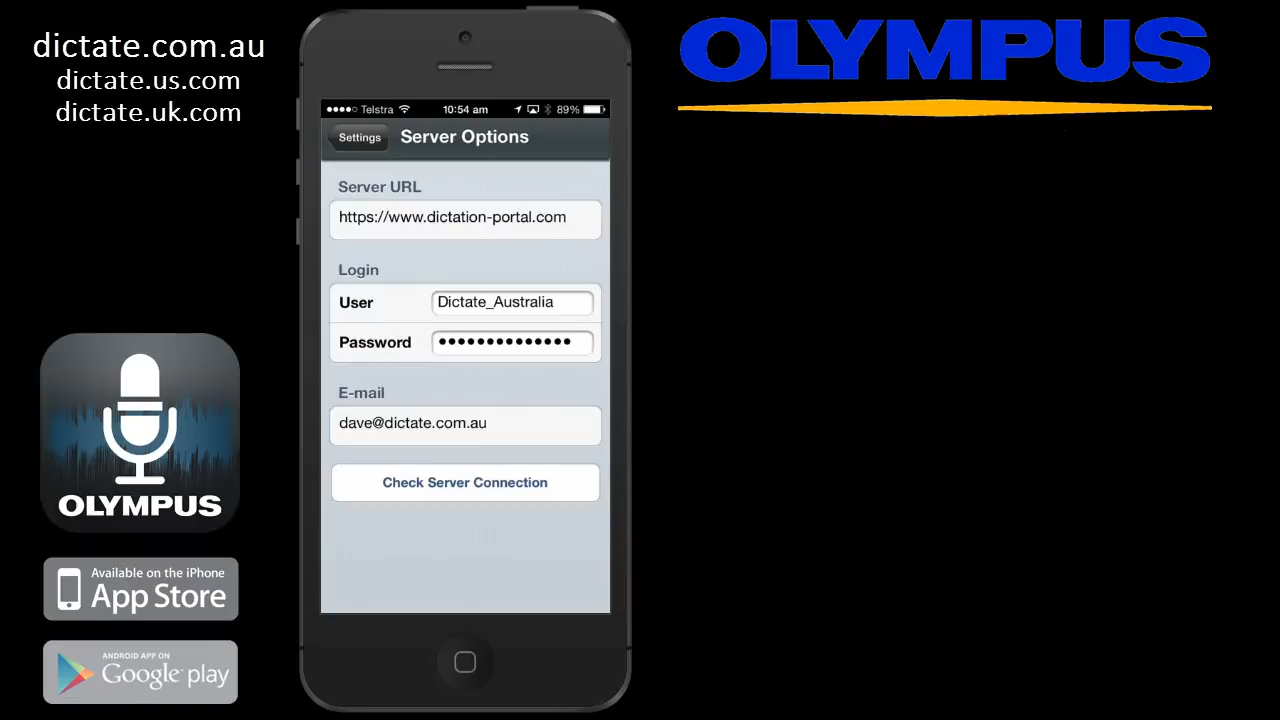 dictate.com.au
dictate.us.com
dictate.uk.com
OLYMPUS
Telstra 10:54 am 89%
Settings Server Options
Server URL
https://www.dictation-portal.com
Login
User Dictate_Australia
Password ••••••••••••••
E-mail
dave@dictate.com.au
Check Server Connection
OLYMPUS
Available on the iPhone
App Store
ANDROID APP ON
Google play